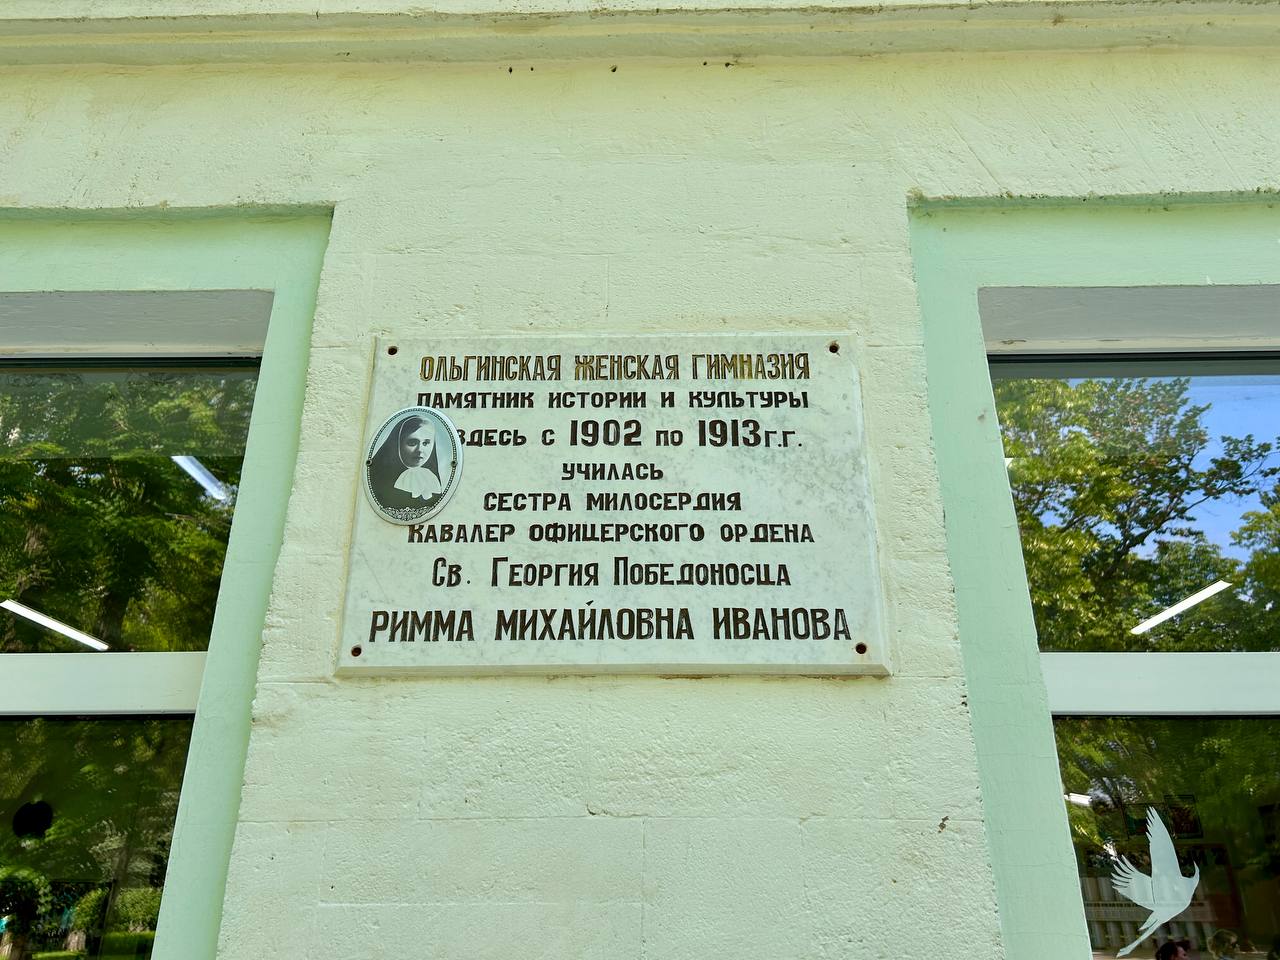 ОЛЬГИНСКАЯ ЖЕНСКАЯ ГИМНАЗИЯ
ПАМЯТНИК ИСТОРИИ И КУЛЬТУРЫ
ЗДЕСЬ С 1902 ПО 1913 Г.Г.
УЧИЛАСЬ
СЕСТРА МИЛОСЕРДИЯ
КАВАЛЕР ОФИЦЕРСКОГО ОРДЕНА
СВ. ГЕОРГИЯ ПОБЕДОНОСЦА
РИММА МИХАЙЛОВНА ИВАНОВА